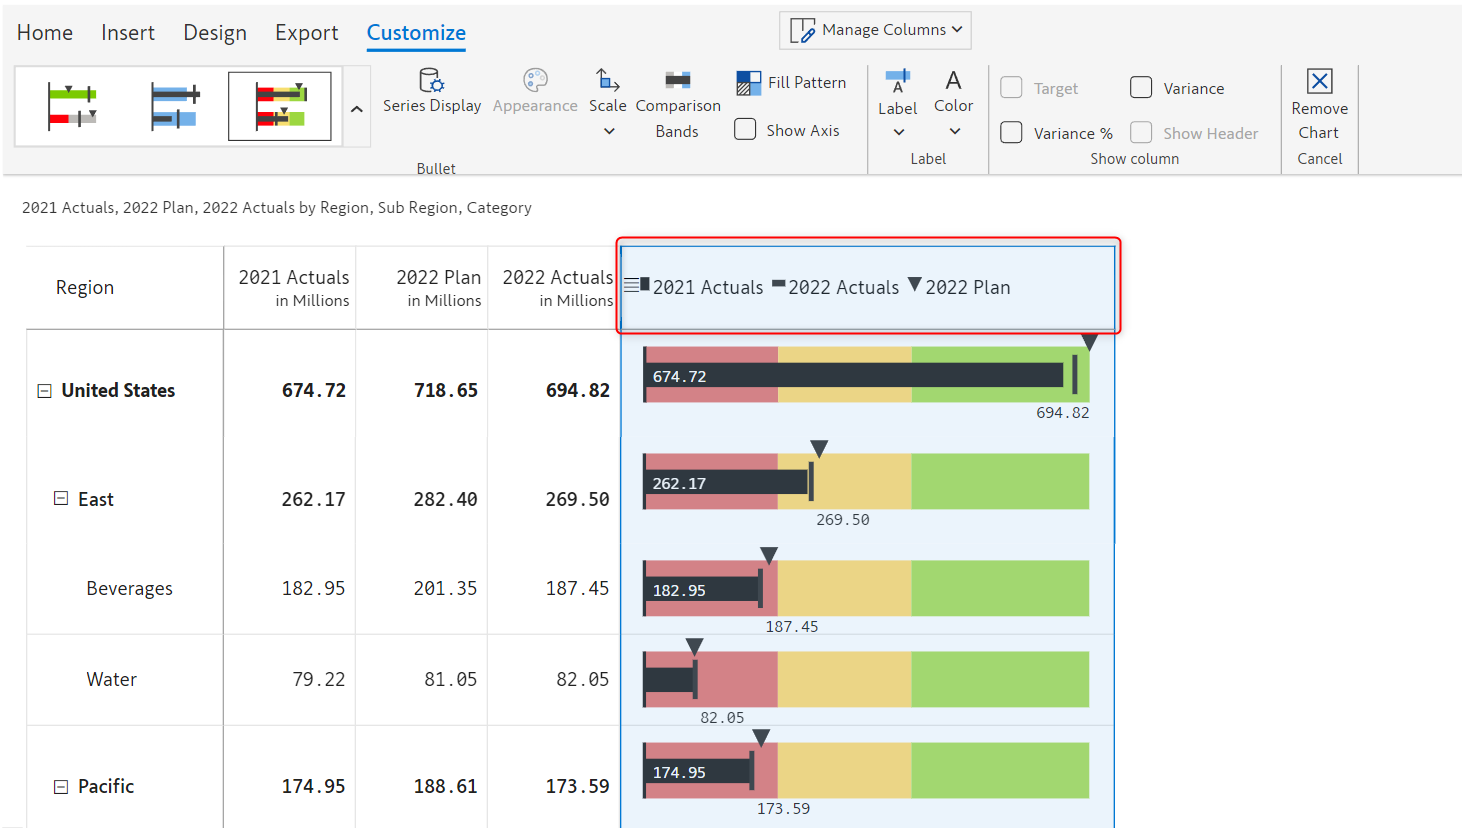 Home Insert Design Export Customize
Manage Columns
Series Display Appearance Scale Comparison Bands Fill Pattern Show Axis
Bullet
Label Color
Label
Target Variance
Variance % Show Header
Show column
Remove Chart
Cancel
2021 Actuals, 2022 Plan, 2022 Actuals by Region, Sub Region, Category
Region 2021 Actuals in Millions 2022 Plan in Millions 2022 Actuals in Millions 2021 Actuals 2022 Actuals 2022 Plan
United States 674.72 718.65 694.82 674.72
694.82
East 262.17 282.40 269.50 262.17
269.50
Beverages 182.95 201.35 187.45 182.95
187.45
Water 79.22 81.05 82.05
82.05
Pacific 174.95 188.61 173.59 174.95
173.59